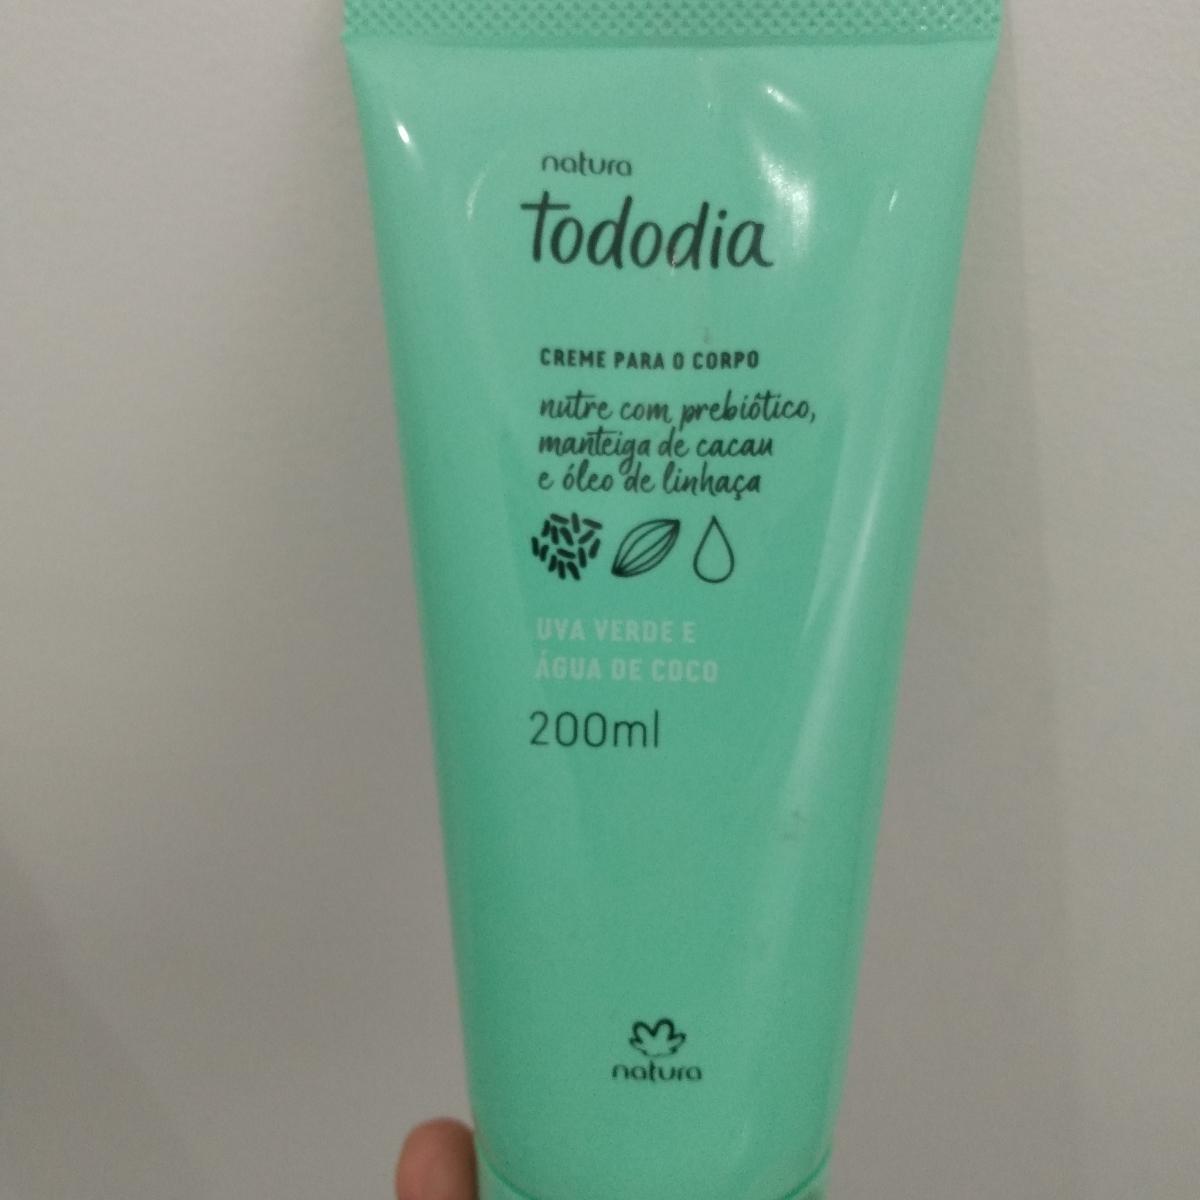 natura
Tododia
CREME PARA O CORPO
nutre com prebiótico,
manteiga de cacau
e óleo de linhaça
UVA VERDE E
ÁGUA DE COCO
200ml
natura